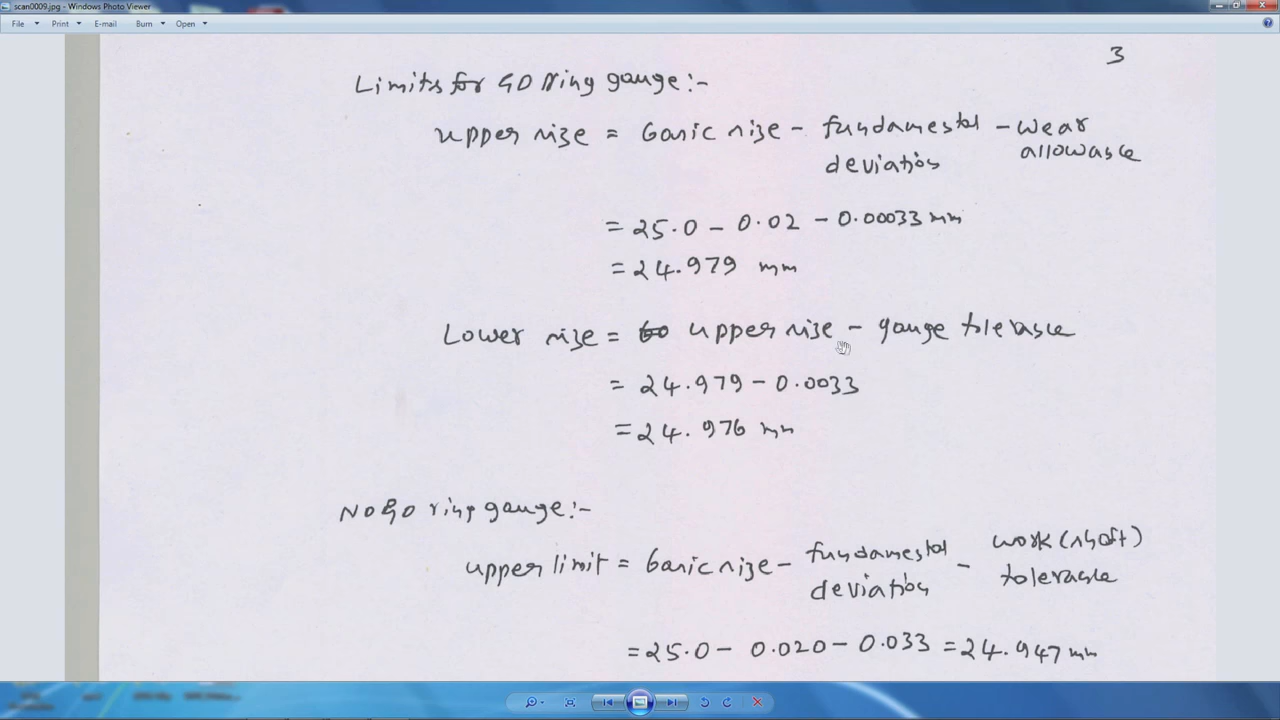 scan0009.jpg - Windows Photo Viewer
File Print E-mail Burn Open
3
Limits for GO Ring gauge:-
upper size = basic size - fundamental deviation - wear allowance
= 25.0 - 0.02 - 0.00033 mm
= 24.979 mm
Lower size = upper size - gauge tolerance
= 24.979 - 0.0033
= 24.976 mm
NOGO ring gauge:-
upper limit = basic size - fundamental deviation - work (shaft) tolerance
= 25.0 - 0.020 - 0.033 = 24.947 mm